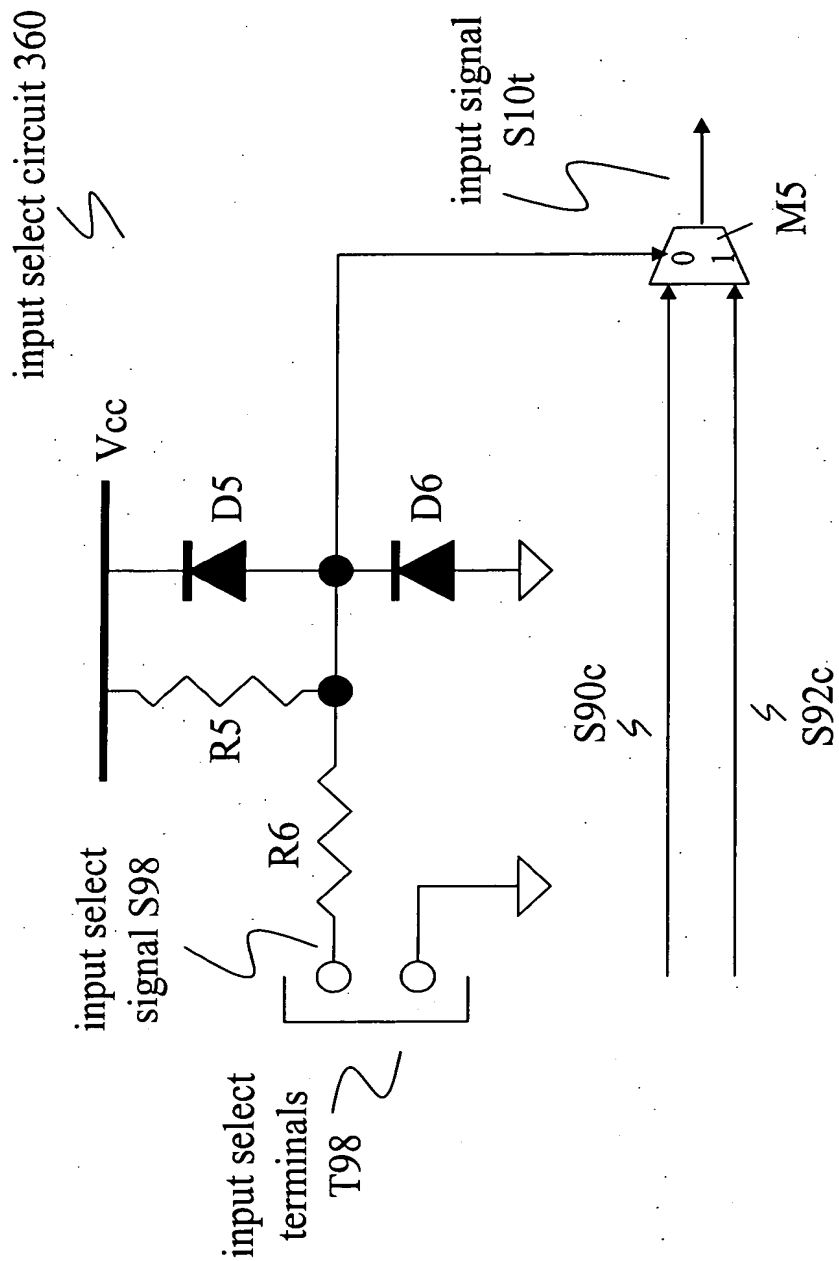 input select circuit 360
Vcc
D5
R5
D6
input select
signal S98
R6
input select
terminals
T98
input signal
S10t
0
1
M5
S90c
S92c